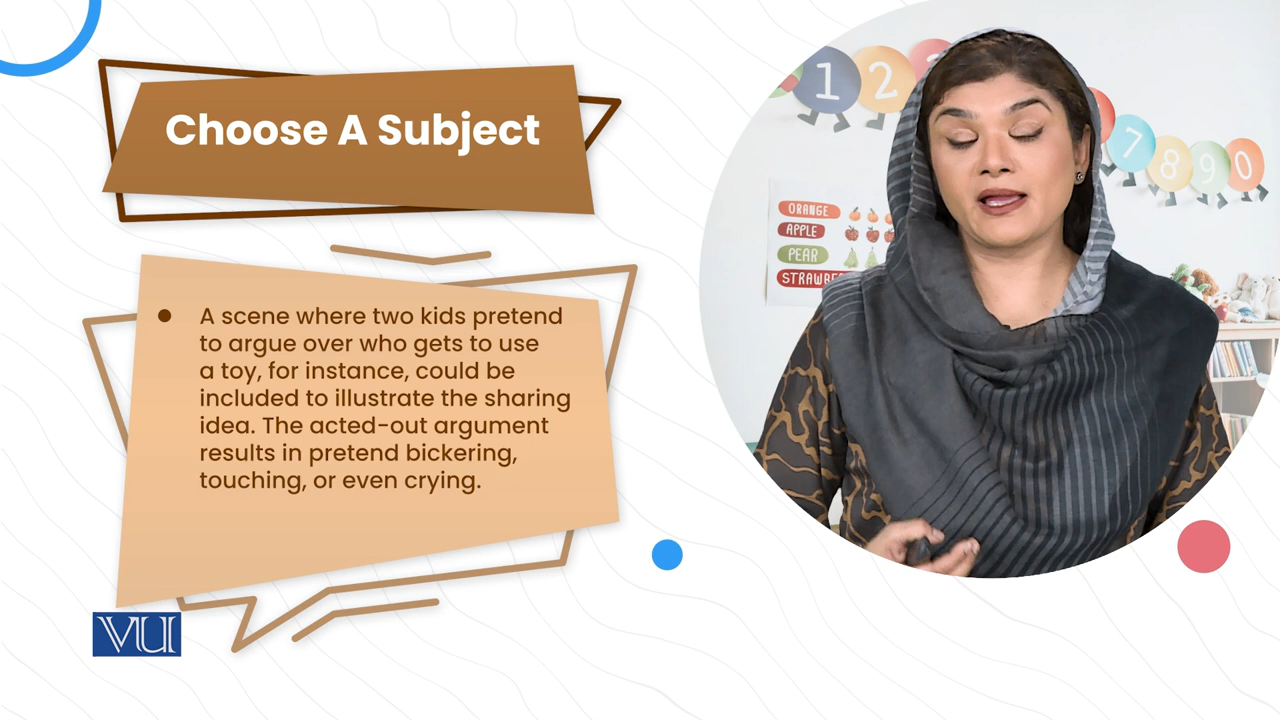 Choose A Subject
A scene where two kids pretend
to argue over who gets to use
a toy, for instance, could be
included to illustrate the sharing
idea. The acted-out argument
results in pretend bickering,
touching, or even crying.
VU
1 2
7 8 9 0
ORANGE
APPLE
PEAR